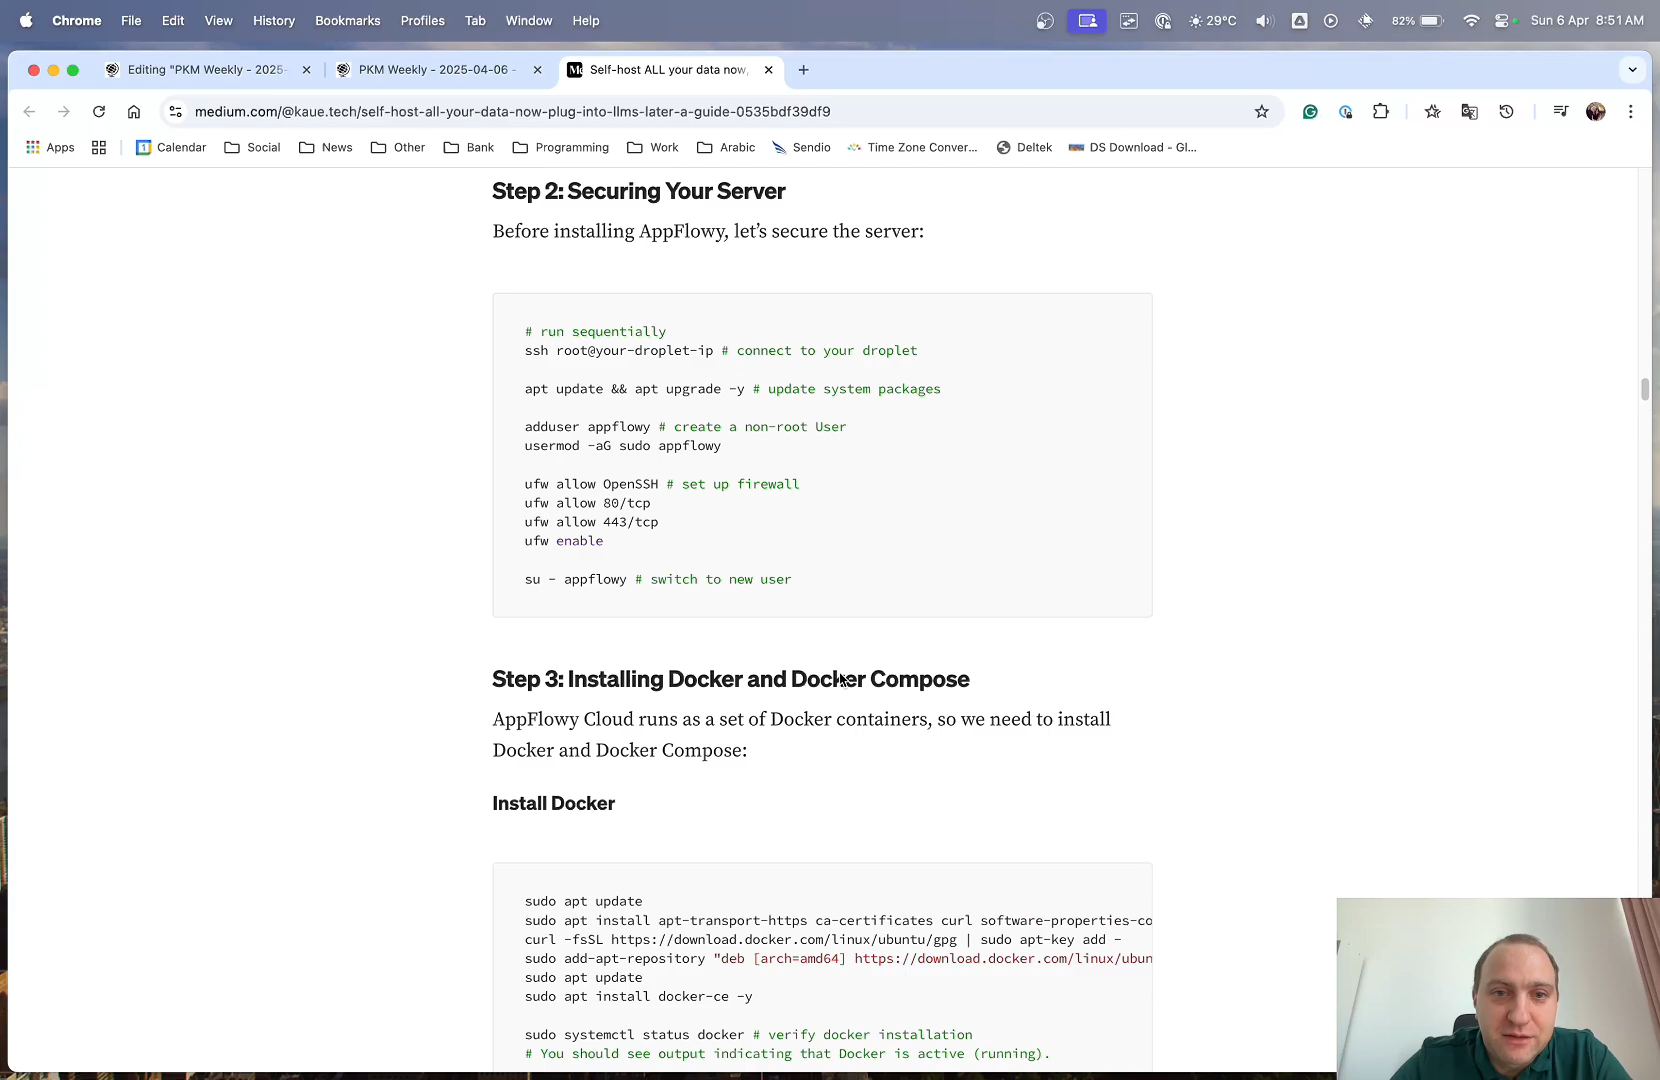 Chrome File Edit View History Bookmarks Profiles Tab Window Help 29°C 82% Sun 6 Apr 8:51 AM
Editing "PKM Weekly - 2025- PKM Weekly - 2025-04-06 - Self-host ALL your data now,
medium.com/@kaue.tech/self-host-all-your-data-now-plug-into-llms-later-a-guide-0535bdf39df9
Apps Calendar Social News Other Bank Programming Work Arabic Sendio Time Zone Conver... Deltek DS Download - Gl...
Step 2: Securing Your Server
Before installing AppFlowy, let’s secure the server:
# run sequentially
ssh root@your-droplet-ip # connect to your droplet
apt update && apt upgrade -y # update system packages
adduser appflowy # create a non-root User
usermod -aG sudo appflowy
ufw allow OpenSSH # set up firewall
ufw allow 80/tcp
ufw allow 443/tcp
ufw enable
su - appflowy # switch to new user
Step 3: Installing Docker and Docker Compose
AppFlowy Cloud runs as a set of Docker containers, so we need to install
Docker and Docker Compose:
Install Docker
sudo apt update
sudo apt install apt-transport-https ca-certificates curl software-properties-co
curl -fsSL https://download.docker.com/linux/ubuntu/gpg | sudo apt-key add -
sudo add-apt-repository "deb [arch=amd64] https://download.docker.com/linux/ubun
sudo apt update
sudo apt install docker-ce -y
sudo systemctl status docker # verify docker installation
# You should see output indicating that Docker is active (running).